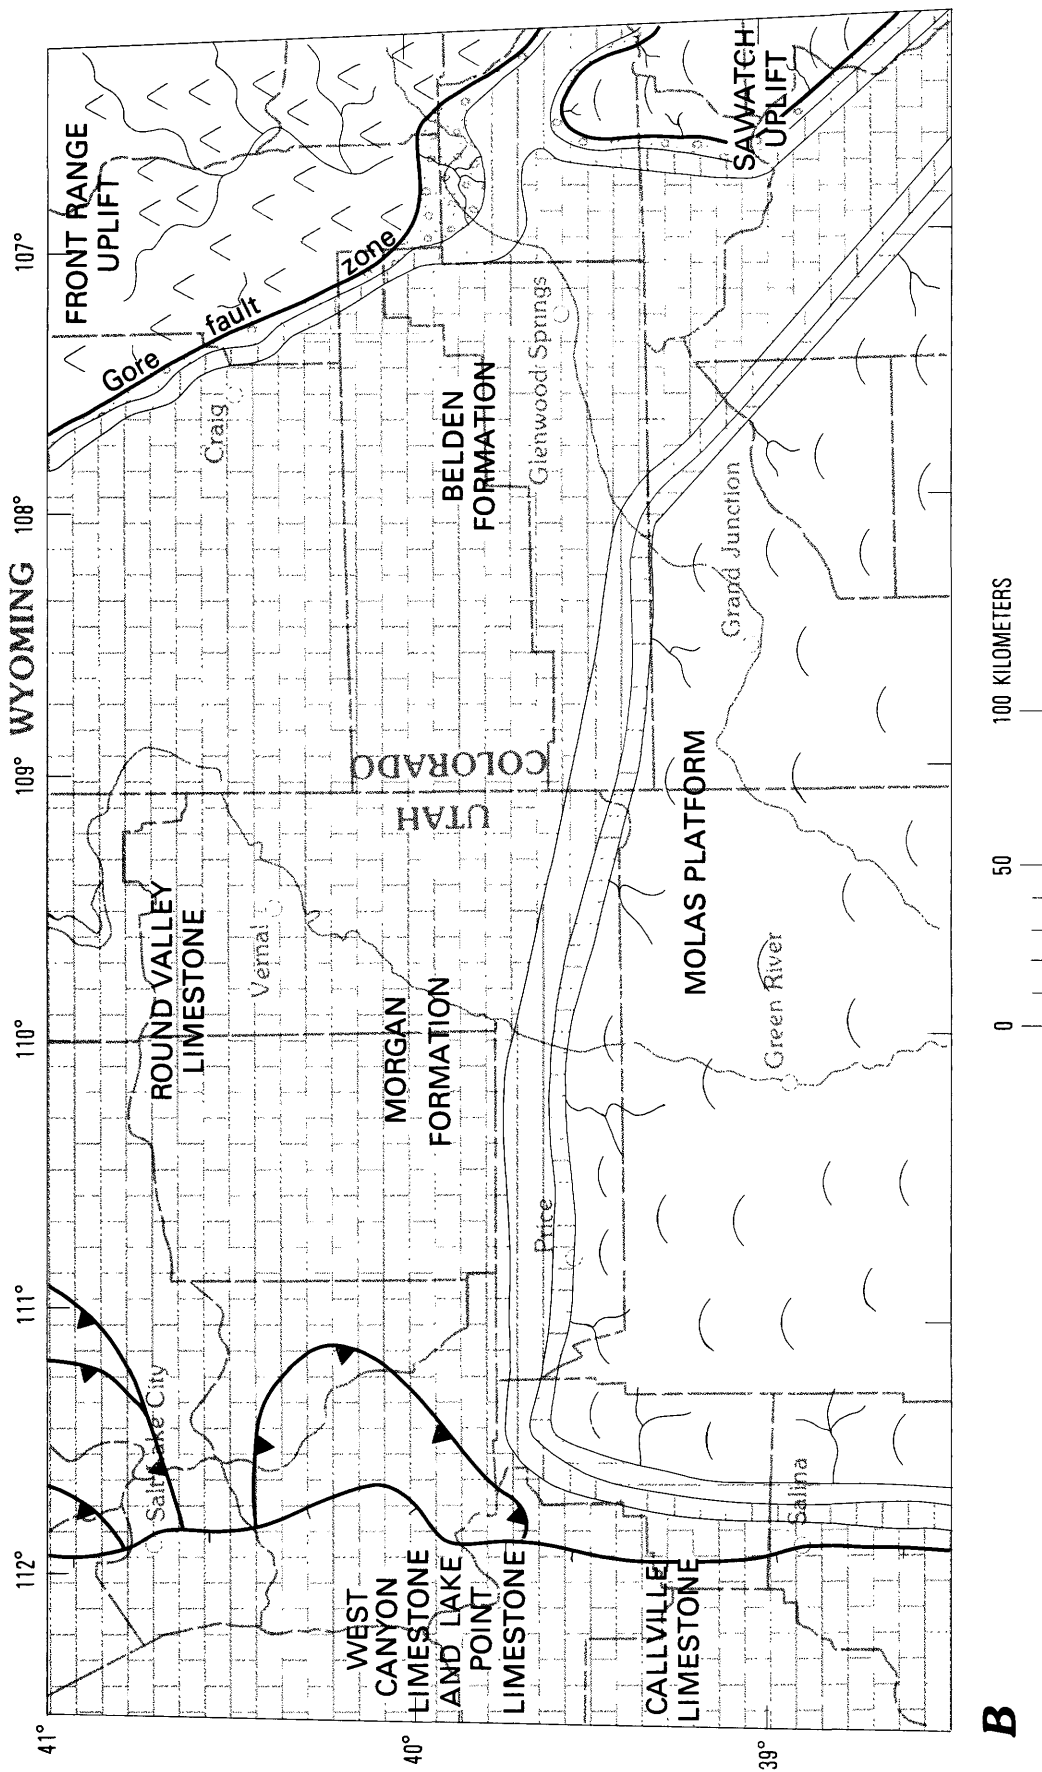 112°
111°
110°
109°
108°
107°
WYOMING
41°
40°
39°
FRONT RANGE
UPLIFT
Gore fault zone
Craig
Salt Lake City
ROUND VALLEY
LIMESTONE
Vernal
UTAH
COLORADO
BELDEN
FORMATION
Glenwood Springs
SAWATCH
UPLIFT
MORGAN
FORMATION
WEST
CANYON
LIMESTONE
AND LAKE
POINT
LIMESTONE
Price
CALLVILLE
LIMESTONE
Salina
Green River
MOLAS PLATFORM
Grand Junction
0
50
100 KILOMETERS
B